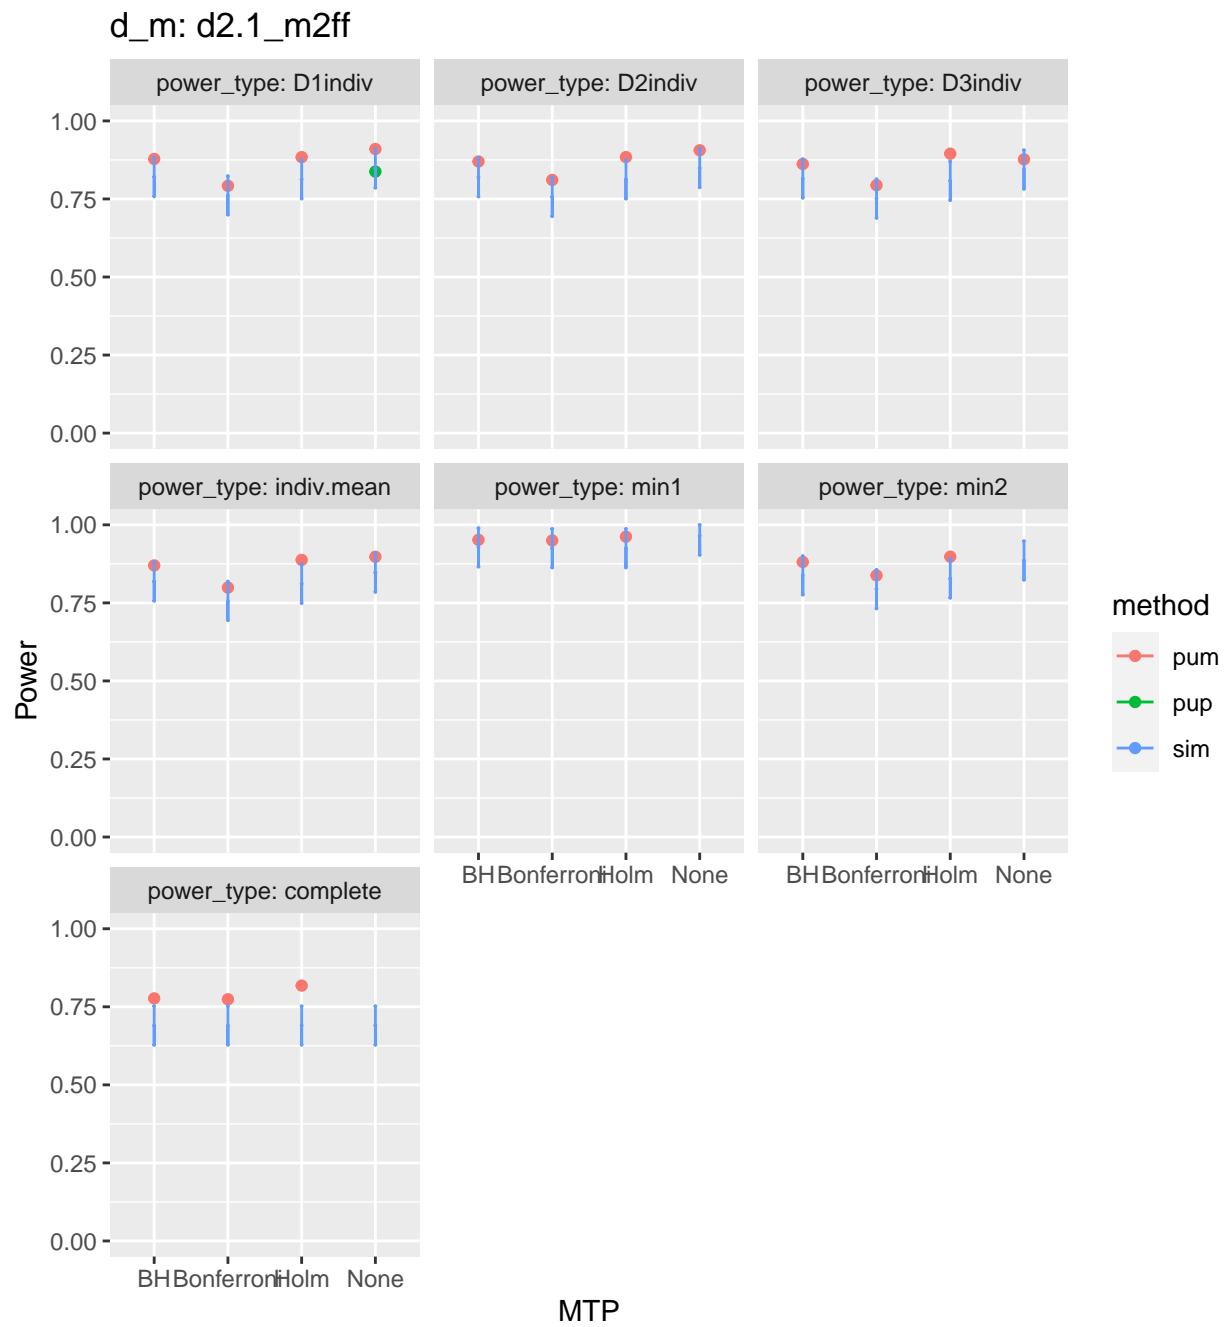 d_m: d2.1_m2ff
power_type: D1indiv
power_type: D2indiv
power_type: D3indiv
1.00
0.75
0.50
0.25
0.00
power_type: indiv.mean
power_type: min1
power_type: min2
1.00
0.75
0.50
0.25
0.00
BH Bonferroni Holm None
BH Bonferroni Holm None
power_type: complete
1.00
0.75
0.50
0.25
0.00
BH Bonferroni Holm None
Power
MTP
method
pum
pup
sim